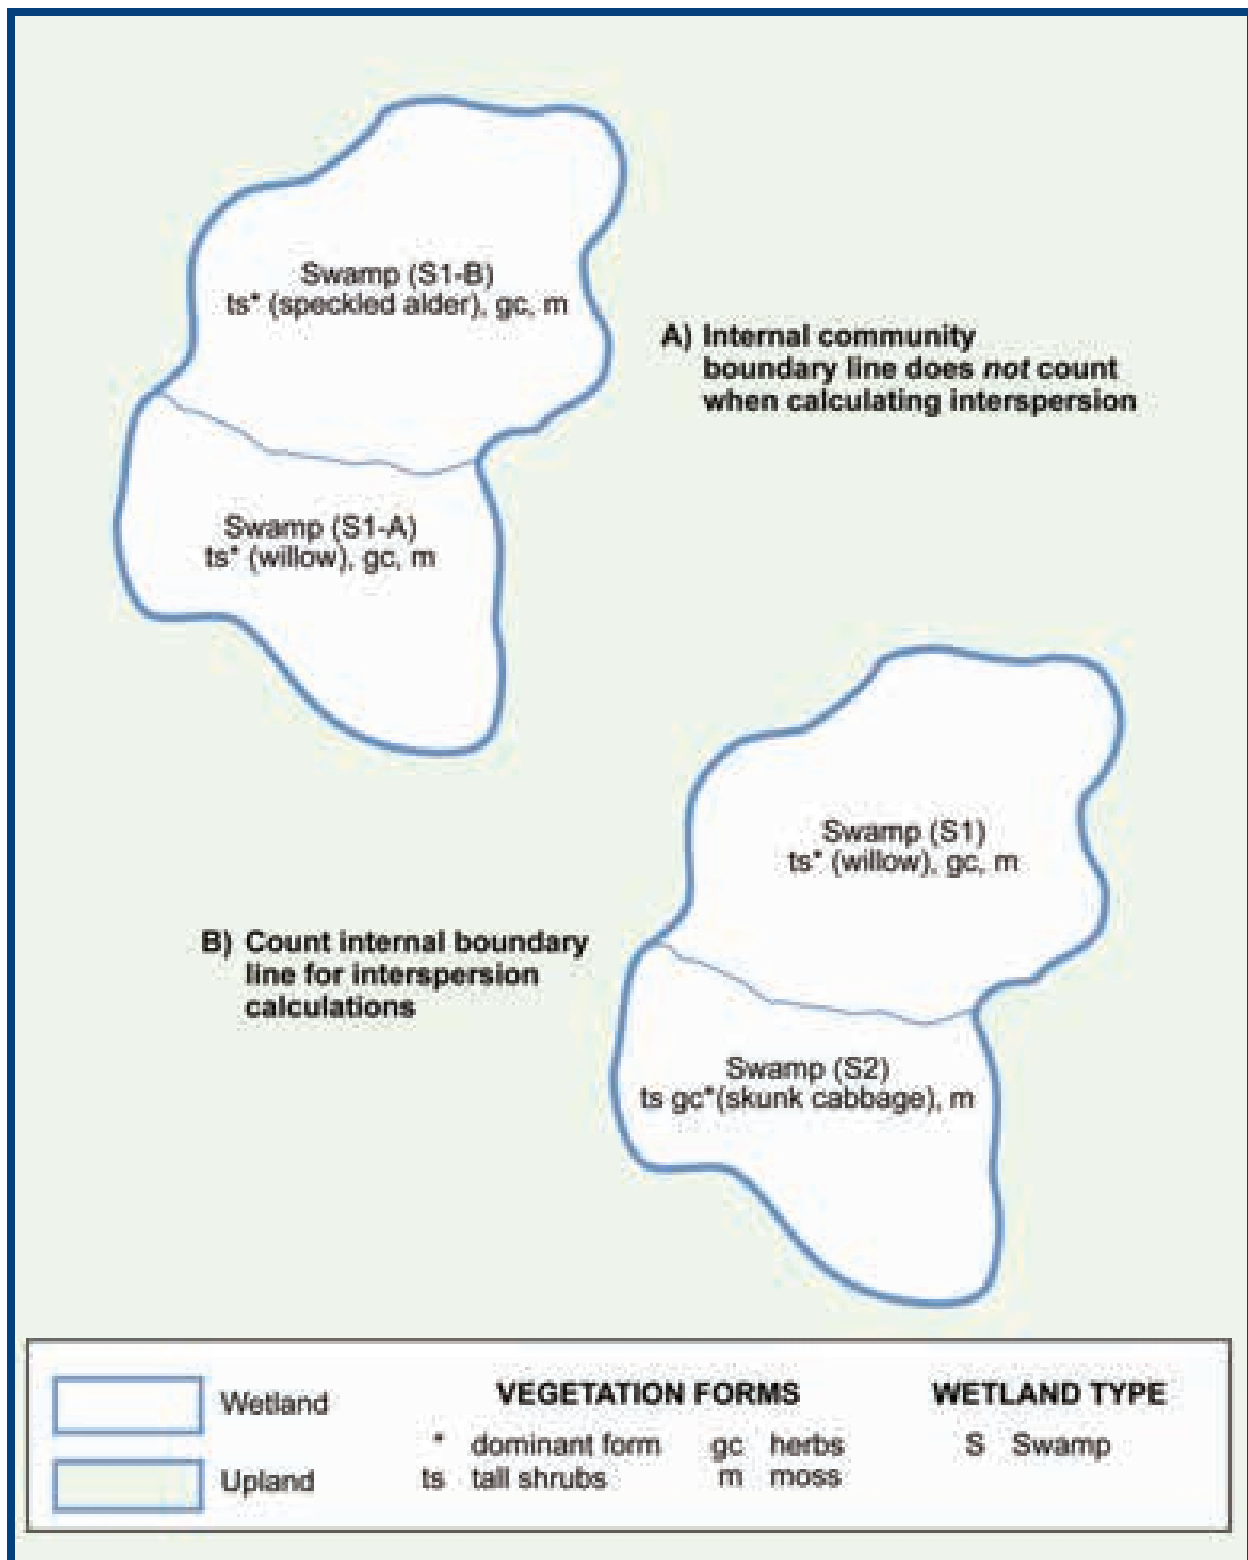 Swamp (S1-B)
ts* (speckled alder), gc, m
A) Internal community
boundary line does not count
when calculating interspersion
Swamp (S1-A)
ts* (willow), gc, m
Swamp (S1)
ts* (willow), gc, m
B) Count internal boundary
line for interspersion
calculations
Swamp (S2)
ts gc*(skunk cabbage), m
Wetland
Upland
VEGETATION FORMS
* dominant form gc herbs
ts tall shrubs m moss
WETLAND TYPE
S Swamp